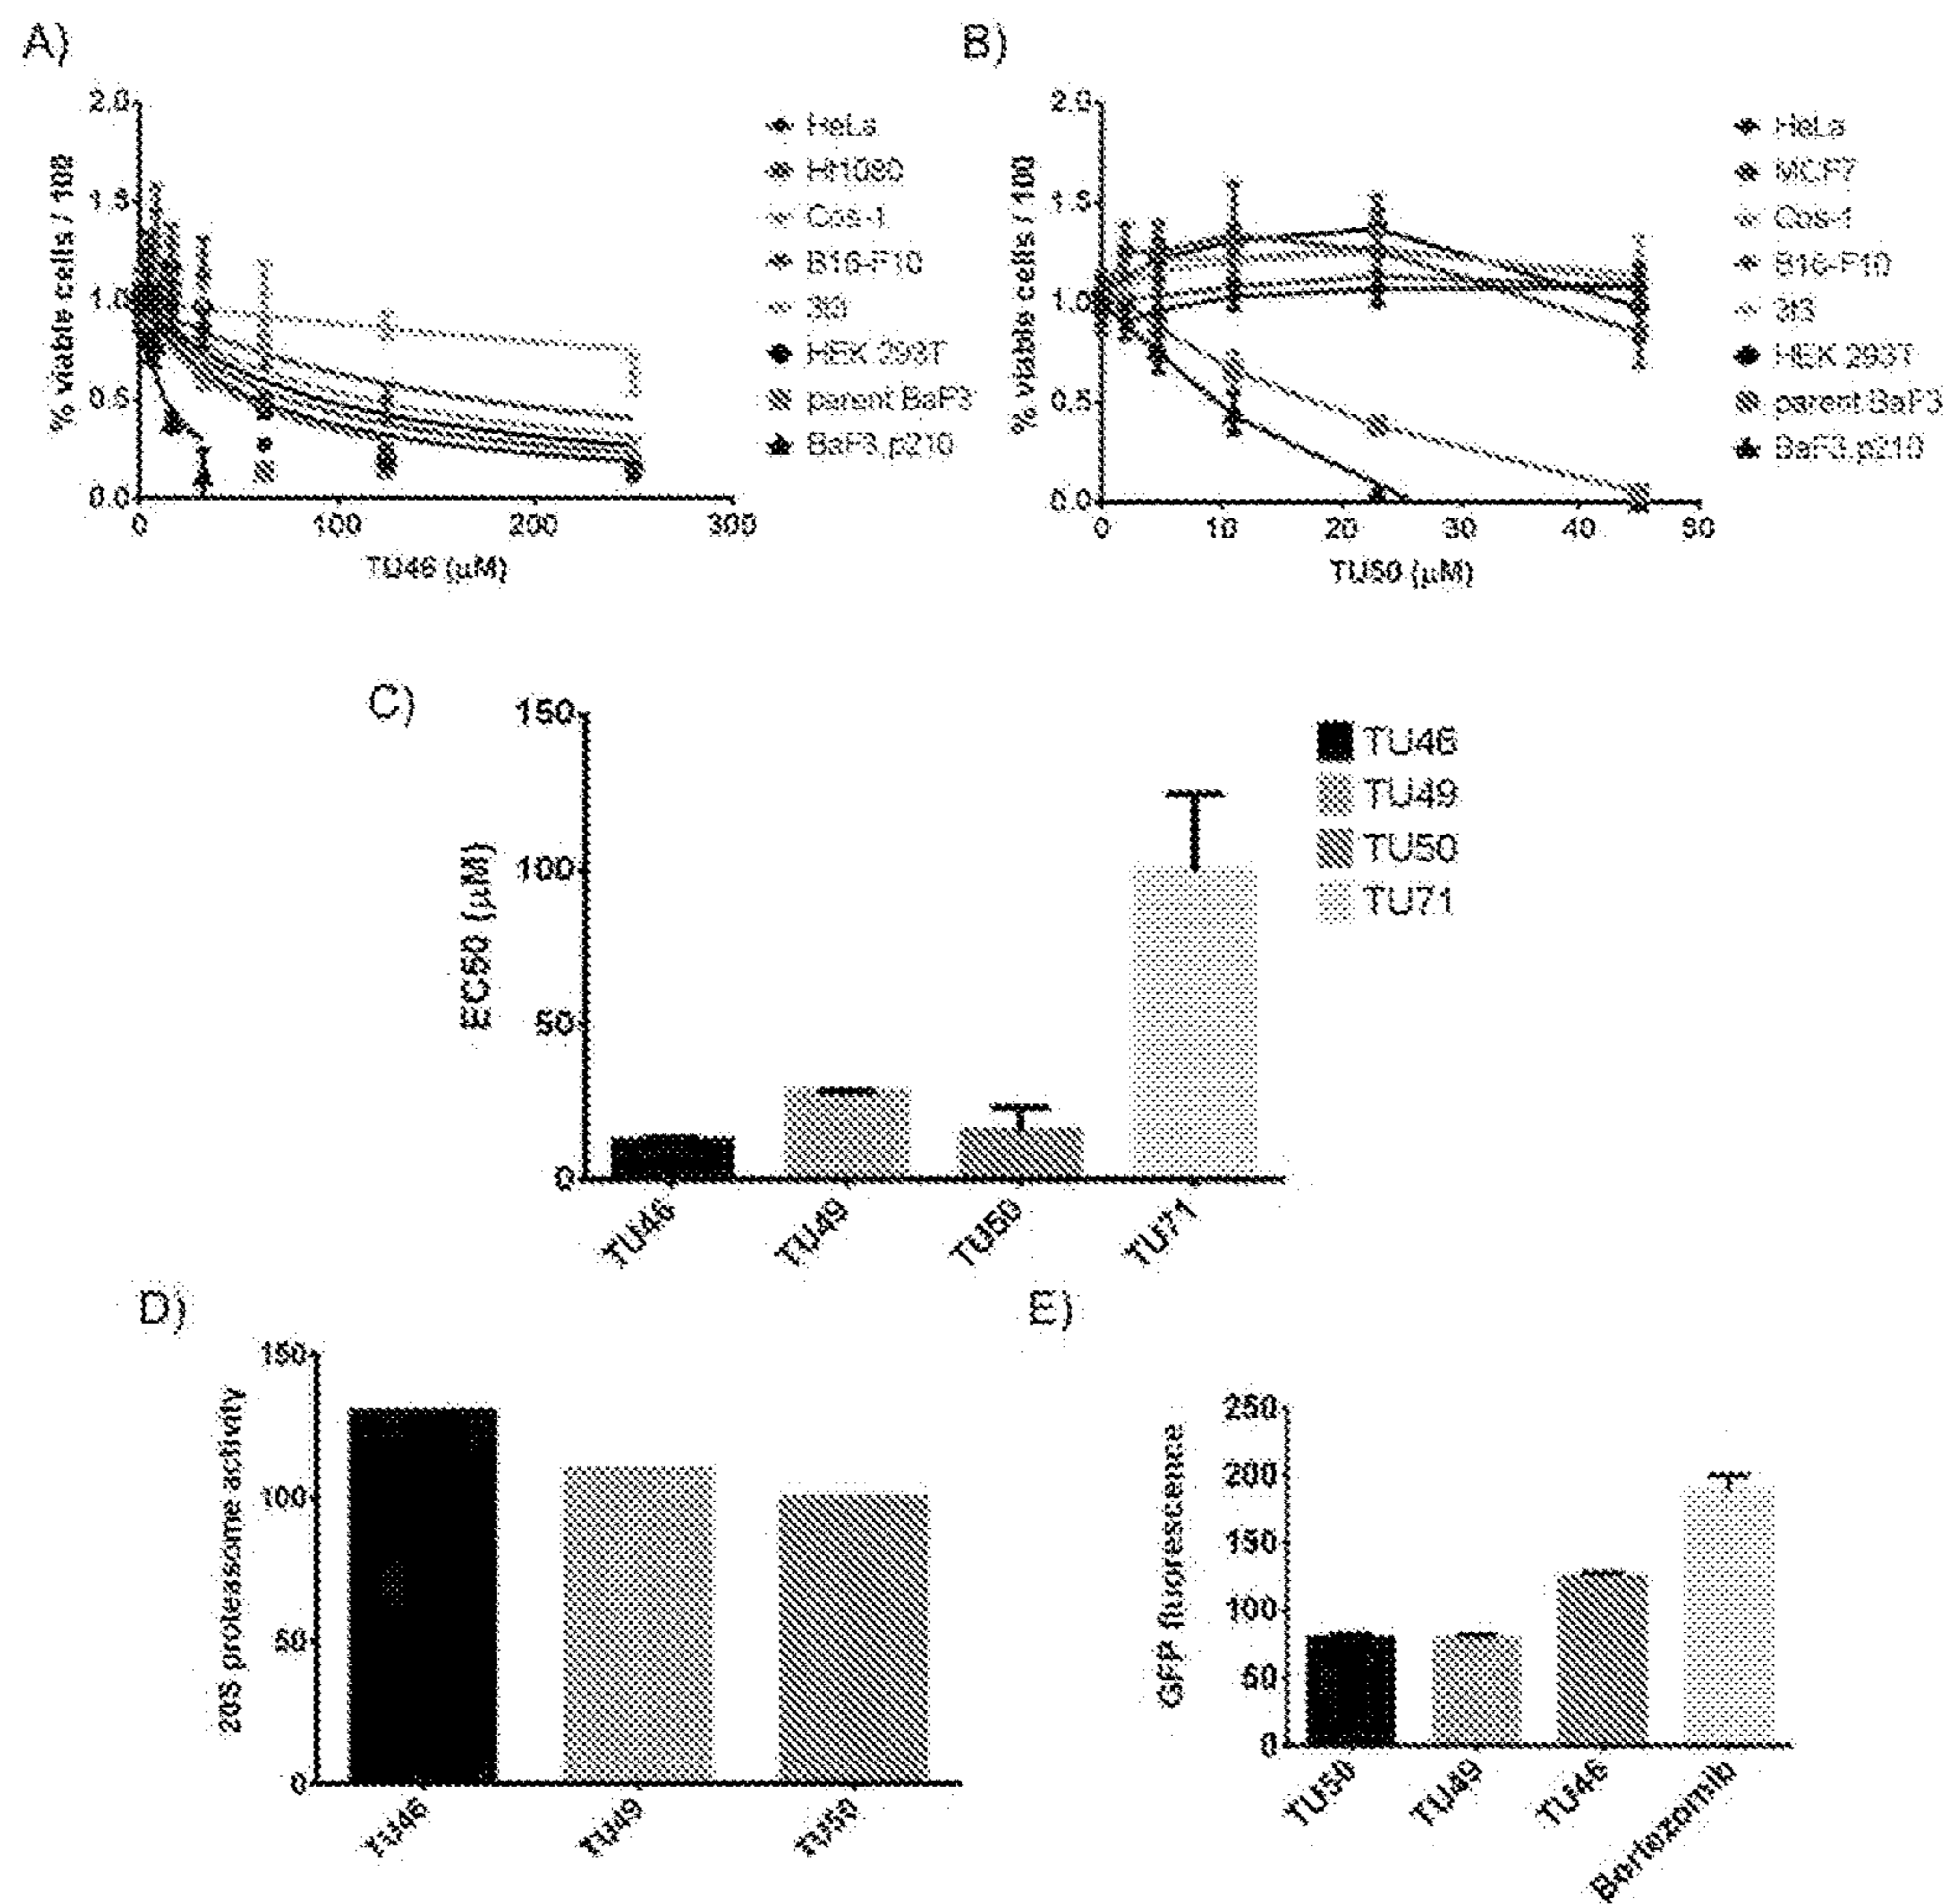 A)
% viable cells / 100
2.0
1.5
1.0
0.5
0.0
0 100 200 300
TU46 (µM)
HeLa
Ht1080
Cos-1
B16-F10
3t3
HEK 293T
parent BaF3
BaF3.p210
B)
% viable cells / 100
2.0
1.5
1.0
0.5
0.0
0 10 20 30 40 50
TU50 (µM)
HeLa
MCF7
Cos-1
B16-F10
3t3
HEK 293T
parent BaF3
BaF3.p210
C)
EC50 (µM)
150
100
50
0
TU46 TU49 TU50 TU71
TU46
TU49
TU50
TU71
D)
20S proteasome activity
150
100
50
0
TU46 TU49 TU50
E)
GFP fluorescence
250
200
150
100
50
0
TU50 TU49 TU46 Bortezomib